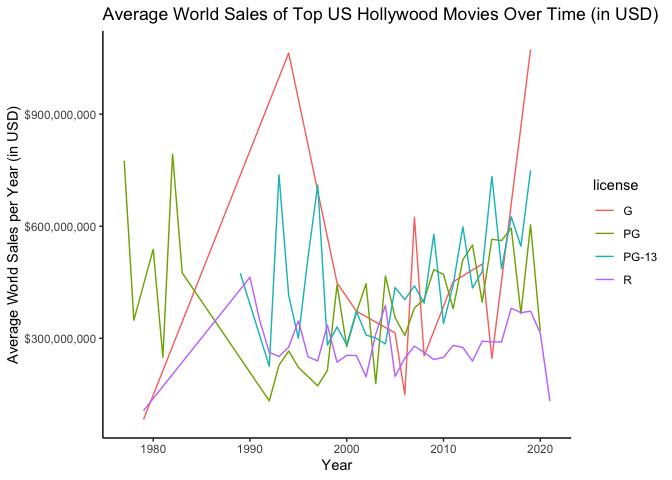 Average World Sales of Top US Hollywood Movies Over Time (in USD)
Average World Sales per Year (in USD)
$900,000,000
$600,000,000
$300,000,000
1980
1990
2000
2010
2020
Year
license
G
PG
PG-13
R